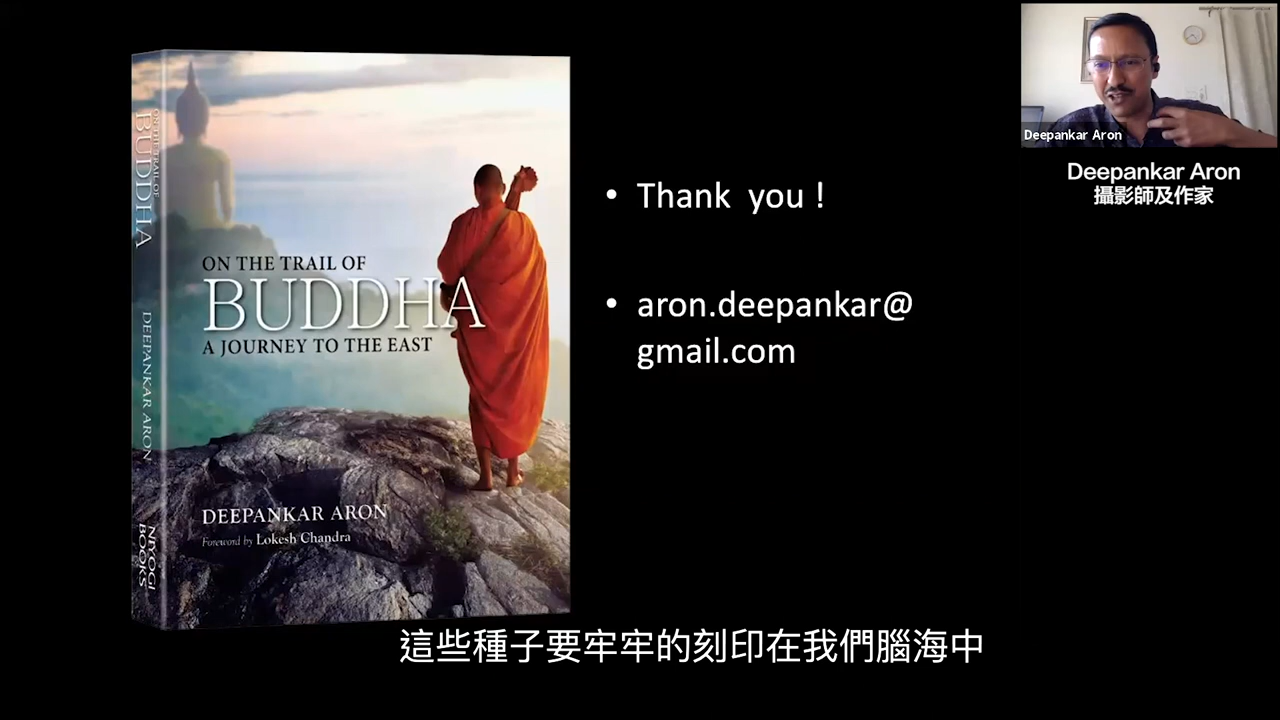 ON THE TRAIL OF
BUDDHA
DEEPANKAR ARON
NIYOGI
BOOKS
ON THE TRAIL OF
BUDDHA
A JOURNEY TO THE EAST
DEEPANKAR ARON
Foreword by Lokesh Chandra
• Thank you !
• aron.deepankar@
gmail.com
Deepankar Aron
Deepankar Aron
攝影師及作家
這些種子要牢牢的刻印在我們腦海中